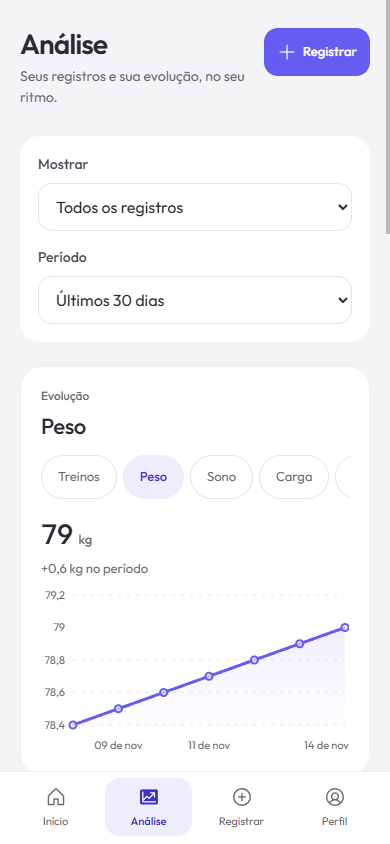 Análise
Registrar
Seus registros e sua evolução, no seu
ritmo.
Mostrar
Todos os registros
Período
Últimos 30 dias
Evolução
Peso
Treinos
Peso
Sono
Carga
79 kg
+0,6 kg no período
79,2
79
78,8
78,6
78,4
09 de nov
11 de nov
14 de nov
Início
Análise
Registrar
Perfil